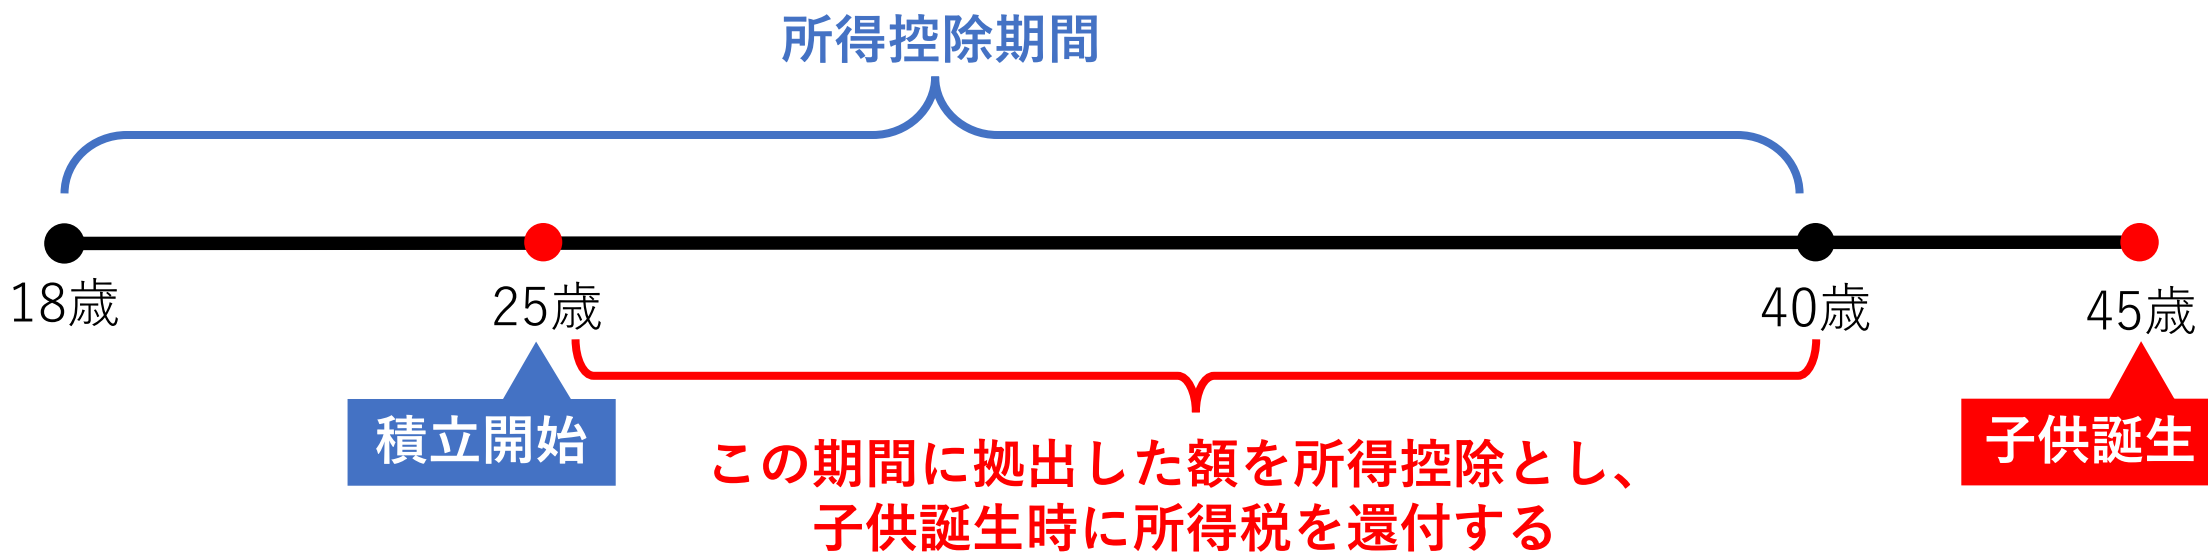 所得控除期間
18歳
25歳
40歳
45歳
積立開始
子供誕生
この期間に拠出した額を所得控除とし、
子供誕生時に所得税を還付する